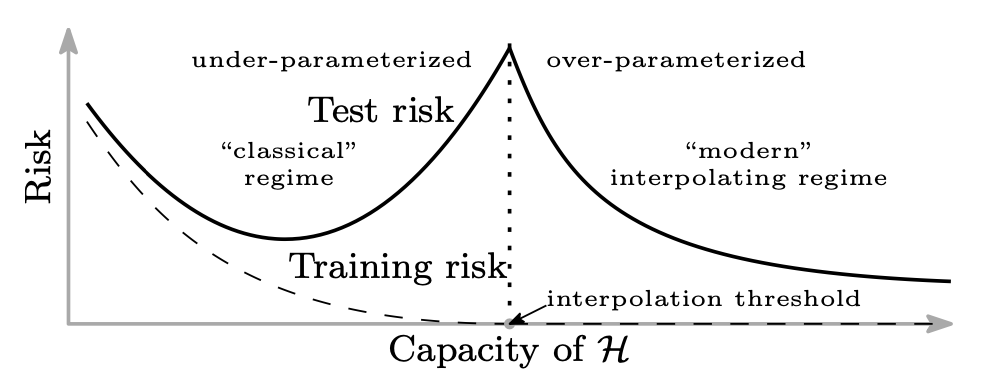 under-parameterized
over-parameterized
Test risk
“classical”
regime
“modern”
interpolating regime
Risk
Training risk
interpolation threshold
Capacity of ℋ